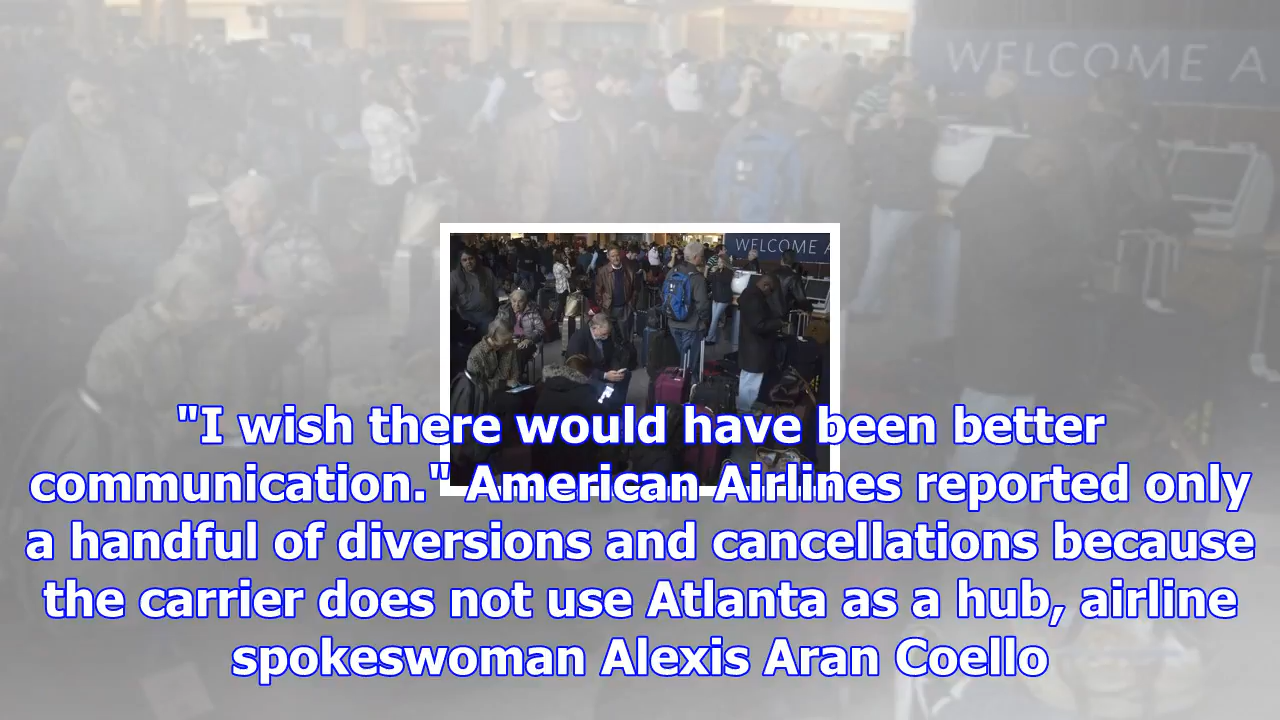 WELCOME A
WELCOME A
"I wish there would have been better
communication." American Airlines reported only
a handful of diversions and cancellations because
the carrier does not use Atlanta as a hub, airline
spokeswoman Alexis Aran Coello